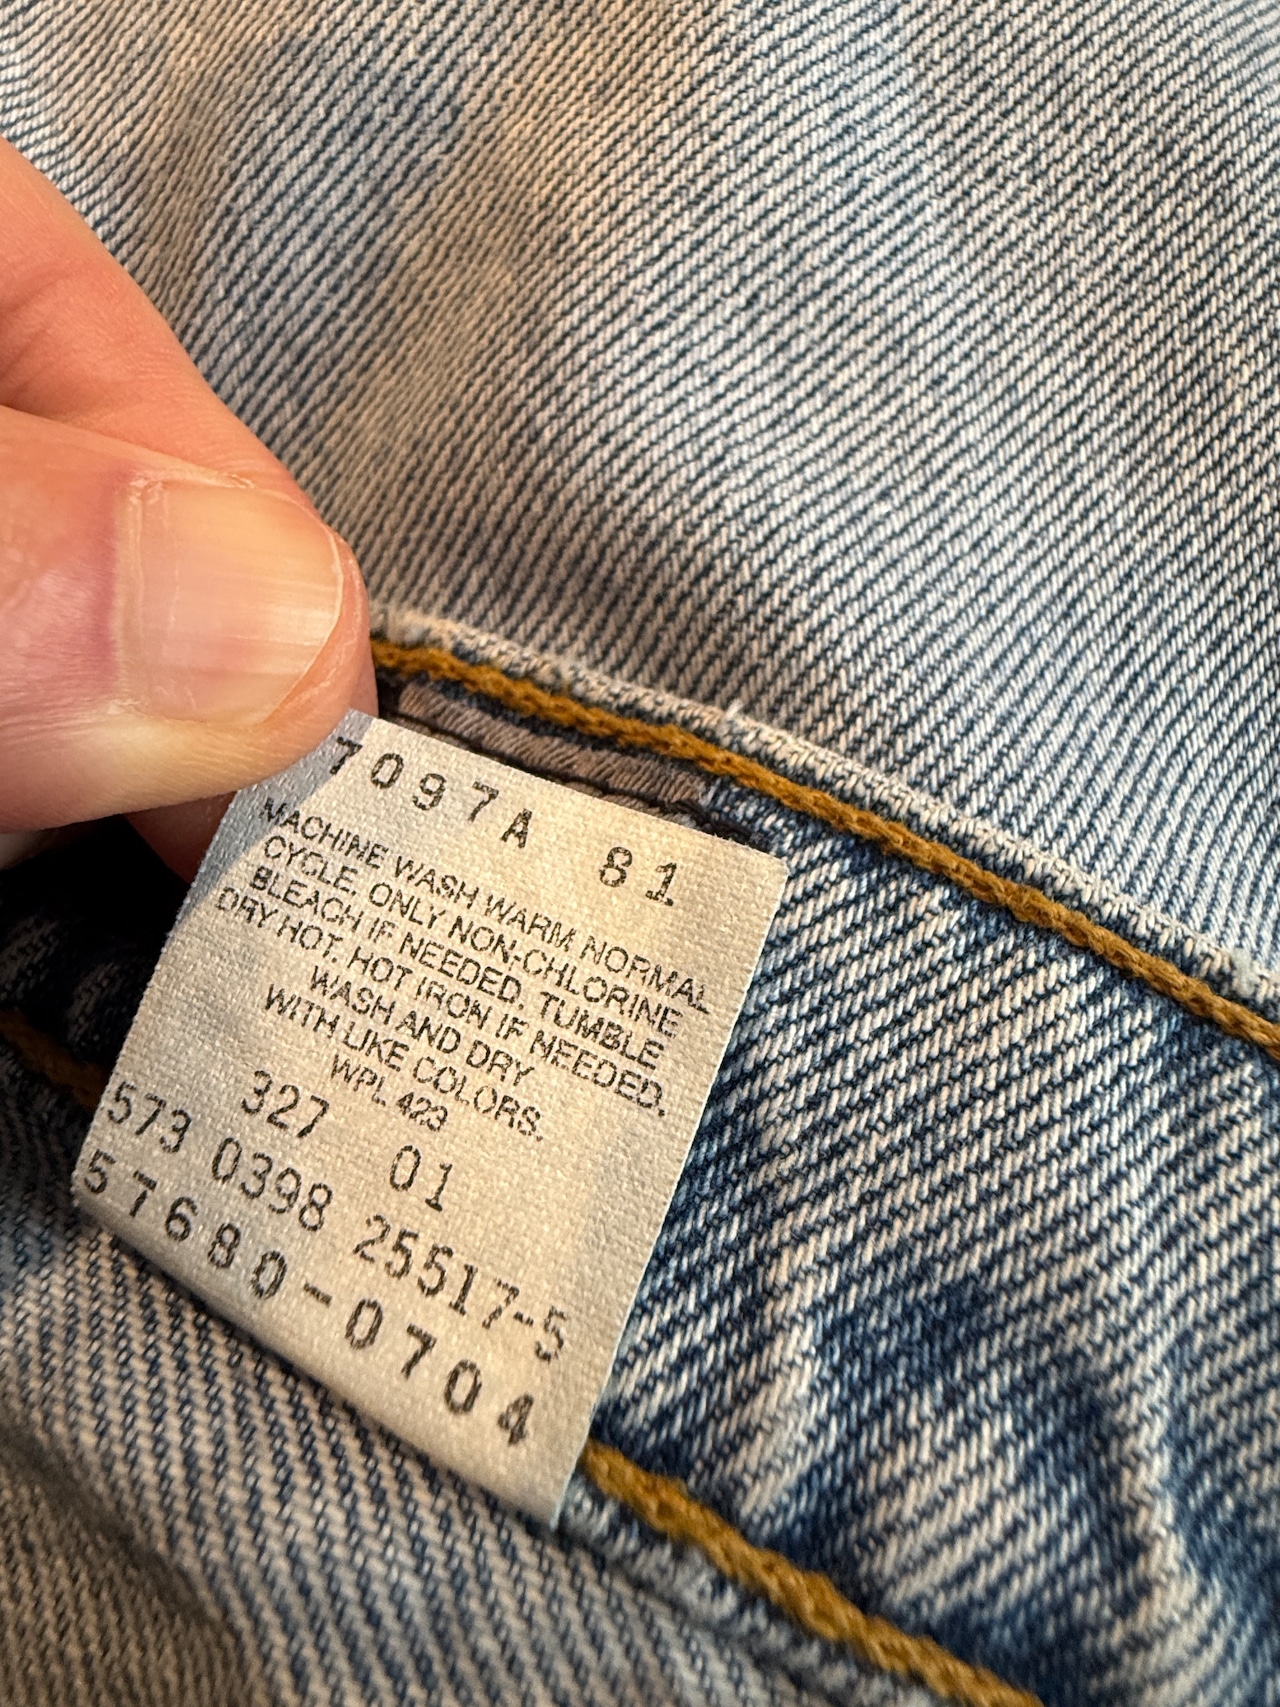 7097A 81
MACHINE WASH WARM NORMAL
CYCLE. ONLY NON-CHLORINE
BLEACH IF NEEDED. TUMBLE
DRY HOT. HOT IRON IF NEEDED.
WASH AND DRY
WITH LIKE COLORS.
WPL 423
327 01
573 0398 25517-5
57680-0704